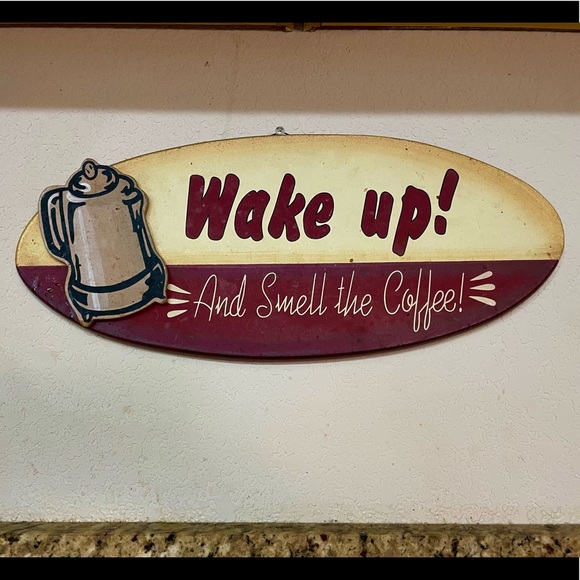 Wake up!
And Smell the Coffee!